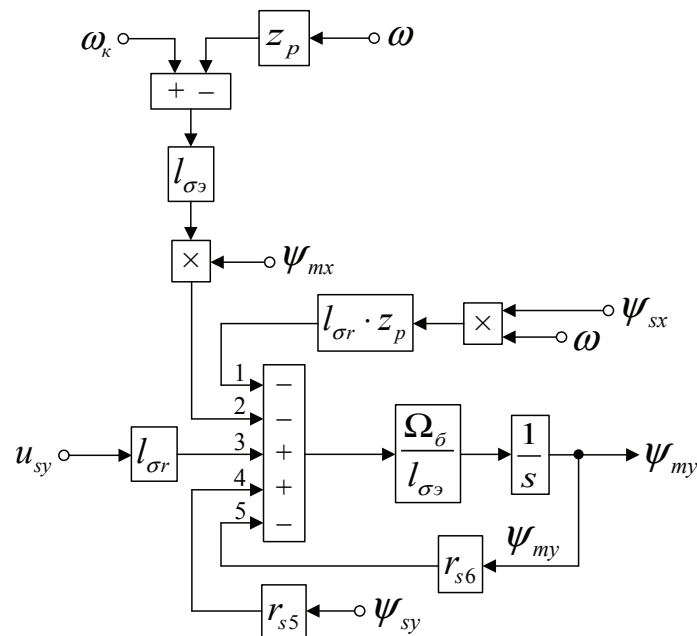 ω_к z_p ω
+ −
l_σэ
× ψ_mx
l_σr · z_p × ψ_sx
ω
1 −
2 −
u_sy l_σr 3 + Ω_б / l_σэ 1 / s ψ_my
4 +
5 −
ψ_my
r_s6
r_s5 ψ_sy